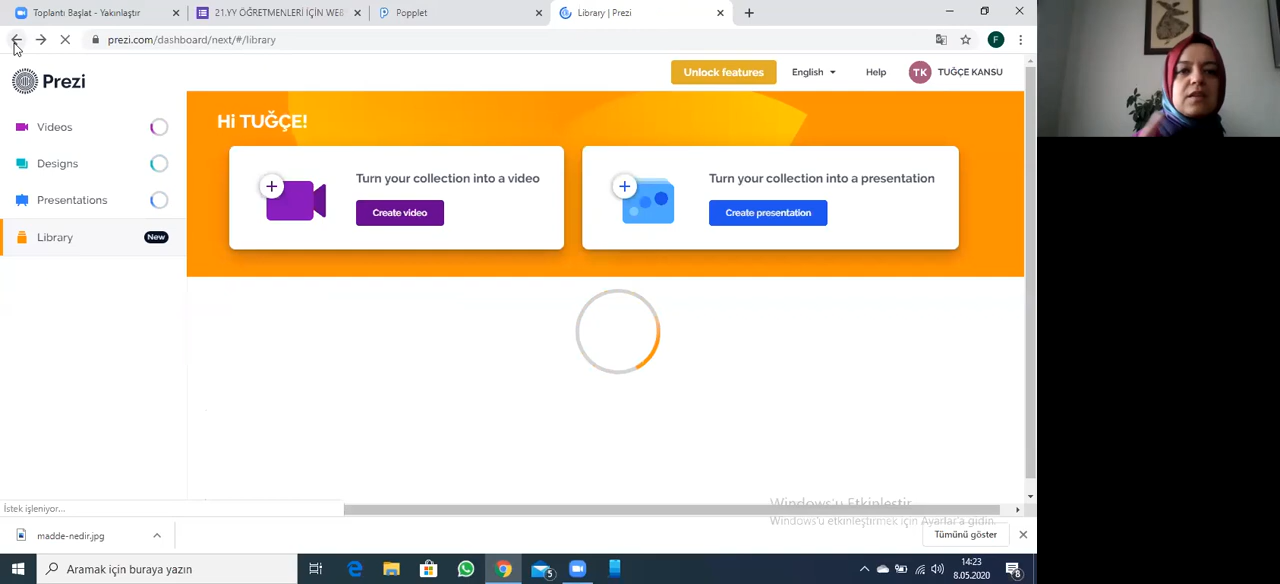 Toplantı Başlat - Yakınlaştır
21.YY ÖĞRETMENLERİ İÇİN WEB
Popplet
Library | Prezi
prezi.com/dashboard/next/#/library
F
Prezi
Unlock features
English
Help
TK
TUĞÇE KANSU
Videos
Designs
Presentations
Library
New
Hi TUĞÇE!
Turn your collection into a video
Create video
Turn your collection into a presentation
Create presentation
İstek işleniyor...
Windows'u Etkinleştir
Windows'u etkinleştirmek için Ayarlar'a gidin.
madde-nedir.jpg
Tümünü göster
Aramak için buraya yazın
5
14:23
8.05.2020
8